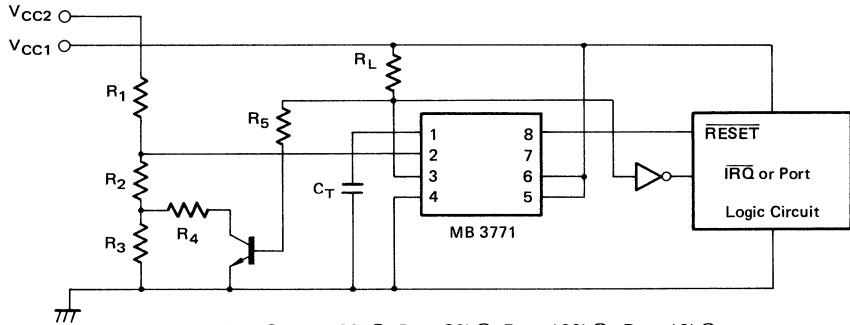 VCC2
VCC1
R1
RL
R5
1 8 RESET
2 7
R2 CT 3 6 IRQ or Port
4 5
R4 Logic Circuit
R3
MB 3771